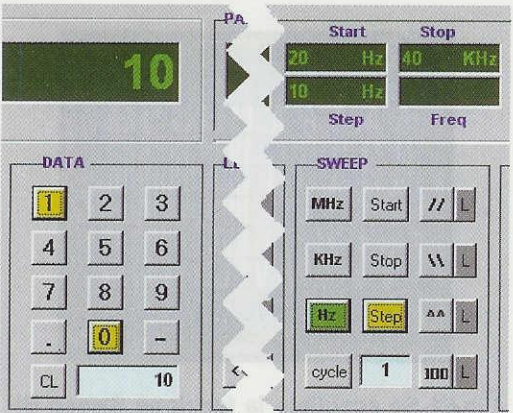 PA
Start Stop
10
20 Hz 40 KHz
10 Hz
Step Freq
DATA
LE
SWEEP
1 2 3
MHz Start // L
4 5 6
KHz Stop \\ L
7 8 9
Hz Step ^^ L
. 0 -
CL 10
<<
cycle 1 L